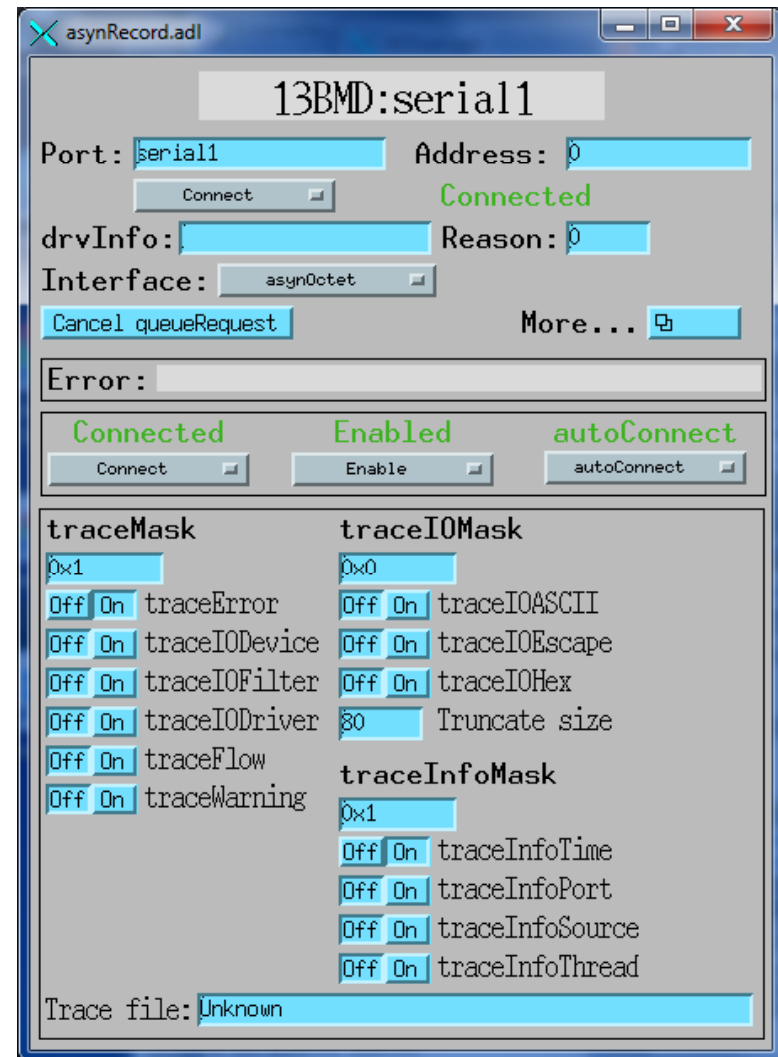 asynRecord.adl
13BMD:serial1
Port: serial1 Address: 0
Connect Connected
drvInfo: Reason: 0
Interface: asynOctet
Cancel queueRequest More...
Error:
Connected Enabled autoConnect
Connect Enable autoConnect
traceMask traceIOMask
0x1 0x0
Off On traceError Off On traceIOASCII
Off On traceIODevice Off On traceIOEscape
Off On traceIOFilter Off On traceIOHex
Off On traceIODriver 80 Truncate size
Off On traceFlow
Off On traceWarning
traceInfoMask
0x1
Off On traceInfoTime
Off On traceInfoPort
Off On traceInfoSource
Off On traceInfoThread
Trace file: Unknown